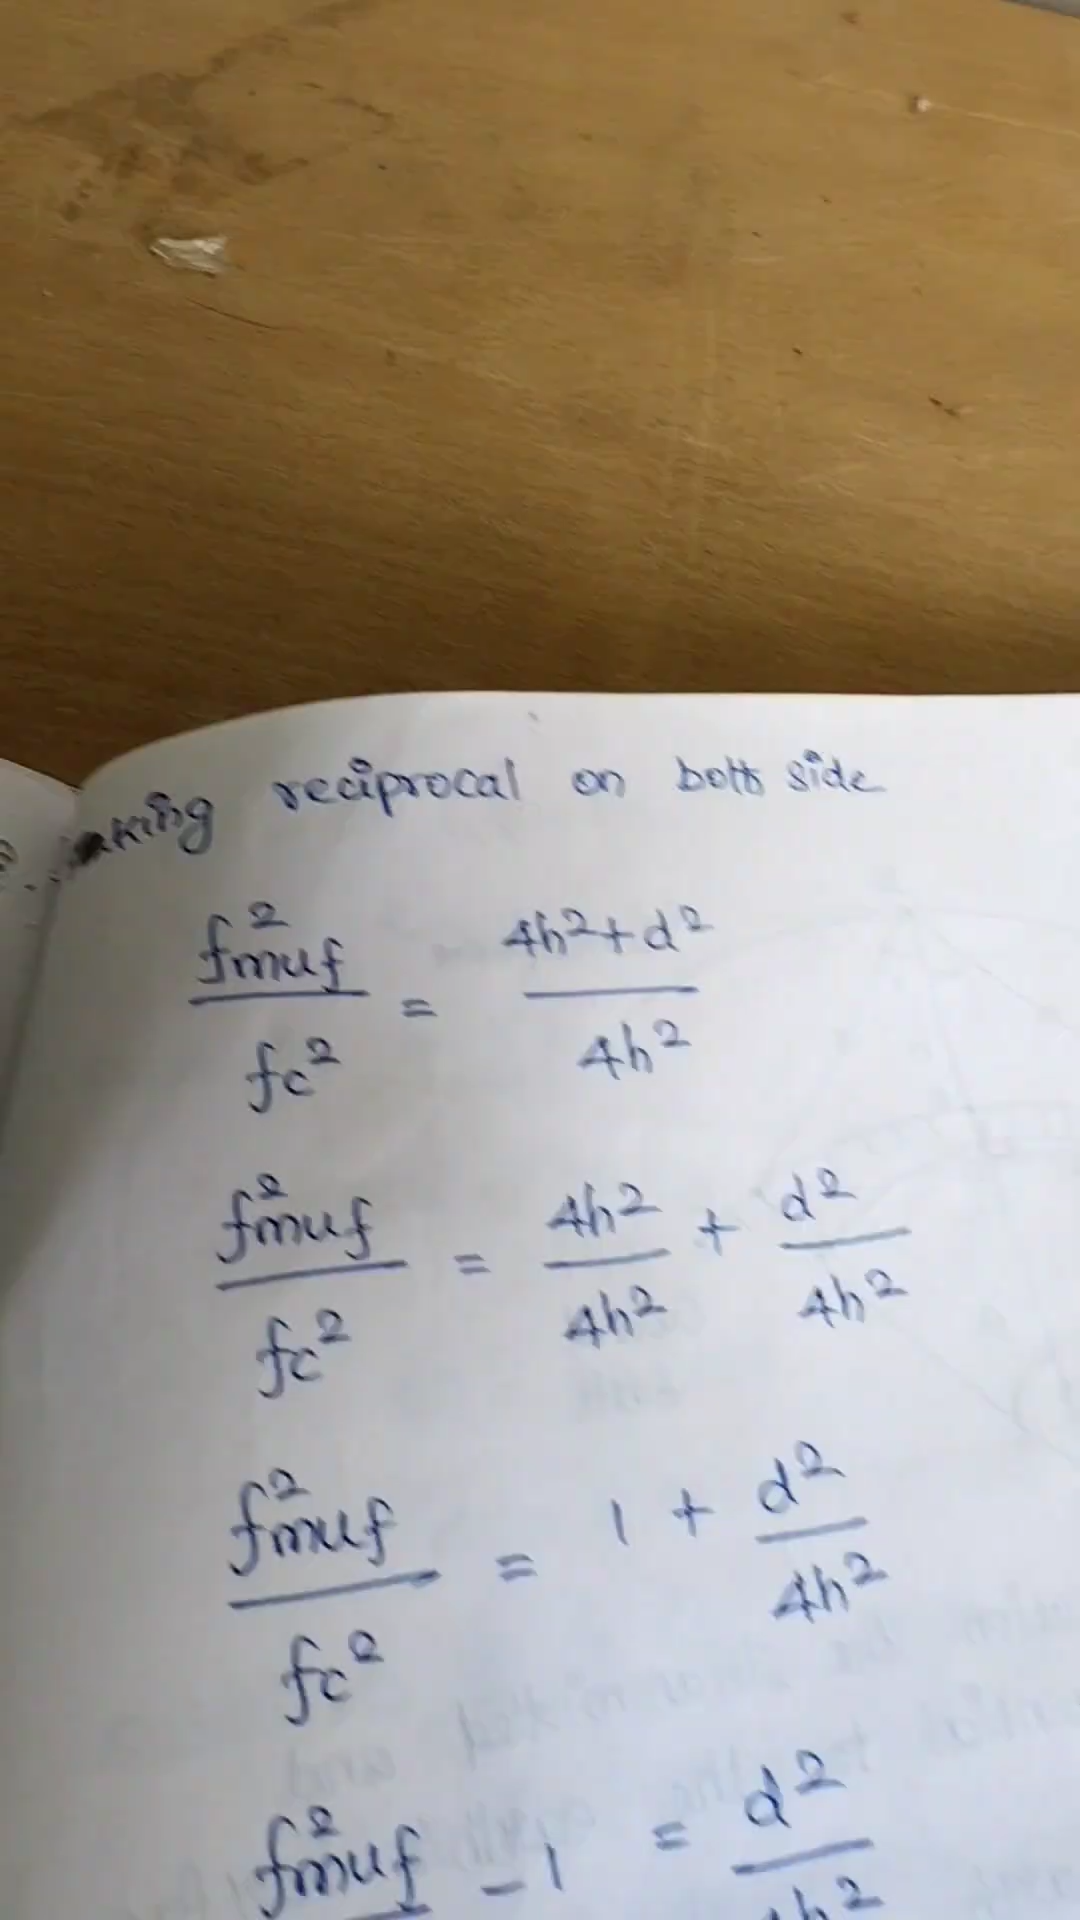 reciprocal on both side
f²muf / fc² = 4h²+d² / 4h²
f²muf / fc² = 4h² / 4h² + d² / 4h²
f²muf / fc² = 1 + d² / 4h²
f²muf - 1 = d² / 4h²